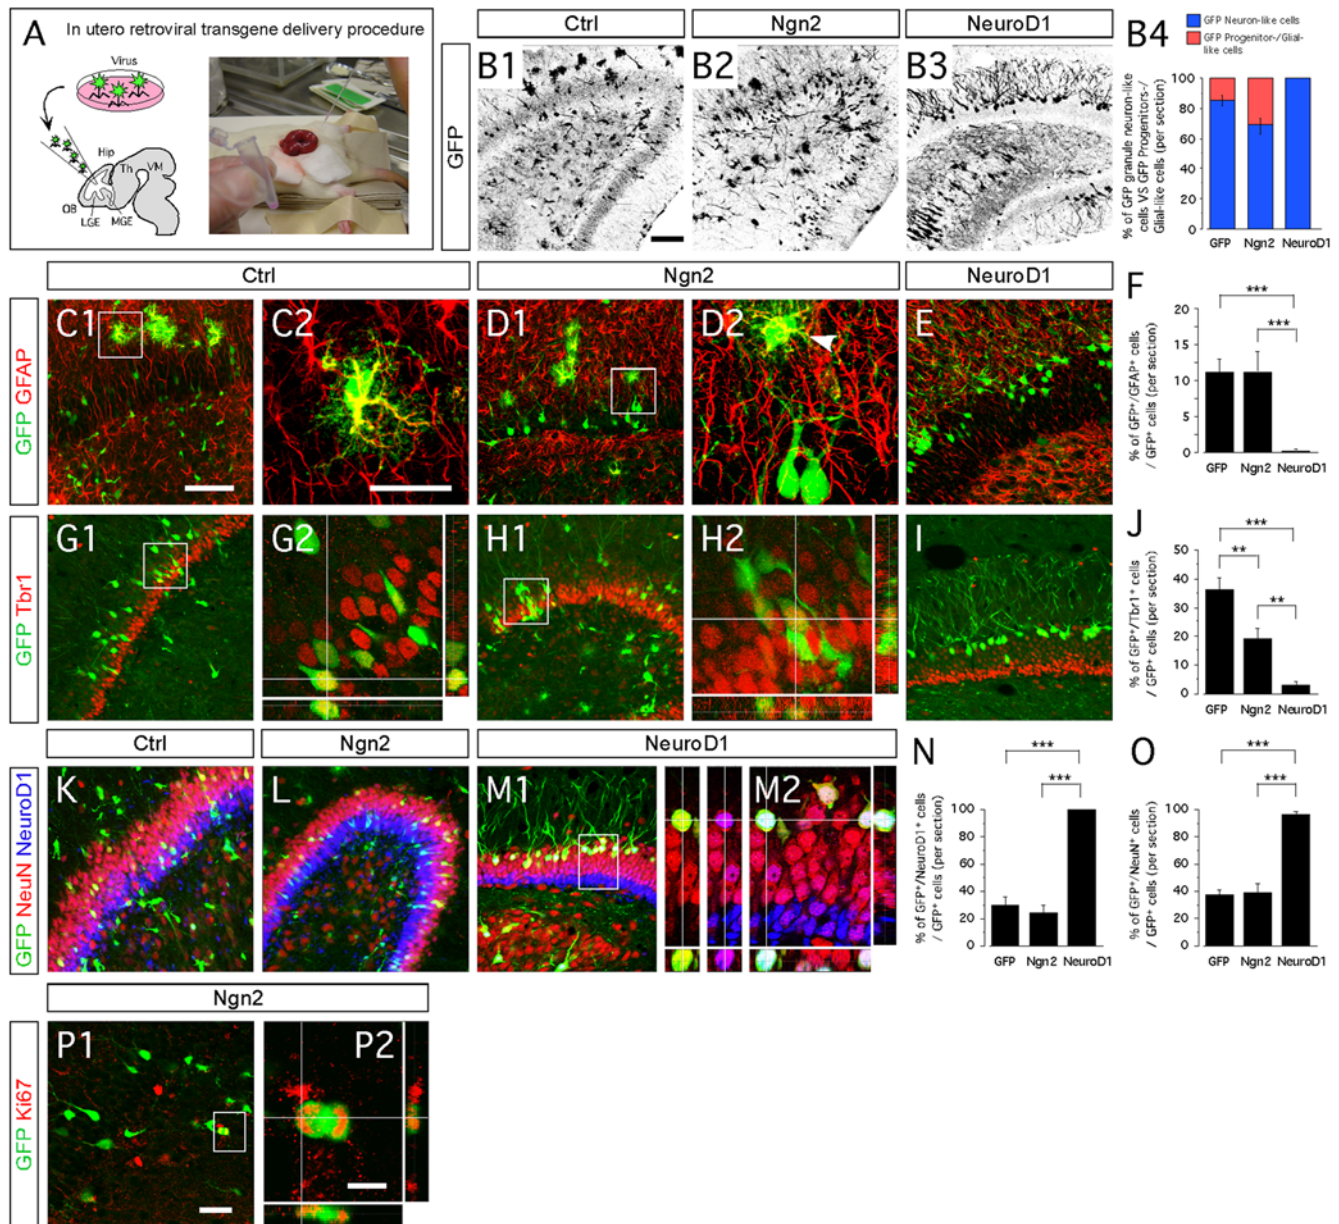 A
In utero retroviral transgene delivery procedure
Virus
Hip
Th
VM
OB
LGE
MGE
Ctrl
Ngn2
NeuroD1
GFP
B1
B2
B3
B4
GFP Neuron-like cells
GFP Progenitor-/Glial-
like cells
% of GFP granule neuron-like
cells VS GFP Progenitors-/
Glial-like cells (per section)
100
80
60
40
20
0
GFP
Ngn2
NeuroD1
Ctrl
Ngn2
NeuroD1
GFP GFAP
C1
C2
D1
D2
E
F
% of GFP+/GFAP+ cells
/ GFP+ cells (per section)
20
15
10
5
0
***
***
GFP
Ngn2
NeuroD1
GFP Tbr1
G1
G2
H1
H2
I
J
% of GFP+/Tbr1+ cells
/ GFP+ cells (per section)
50
40
30
20
10
0
***
**
**
GFP
Ngn2
NeuroD1
Ctrl
Ngn2
NeuroD1
GFP NeuN NeuroD1
K
L
M1
M2
N
% of GFP+/NeuroD1+ cells
/ GFP+ cells (per section)
100
80
60
40
20
0
***
***
GFP
Ngn2
NeuroD1
O
% of GFP+/NeuN+ cells
/ GFP+ cells (per section)
100
80
60
40
20
0
***
***
GFP
Ngn2
NeuroD1
Ngn2
GFP Ki67
P1
P2